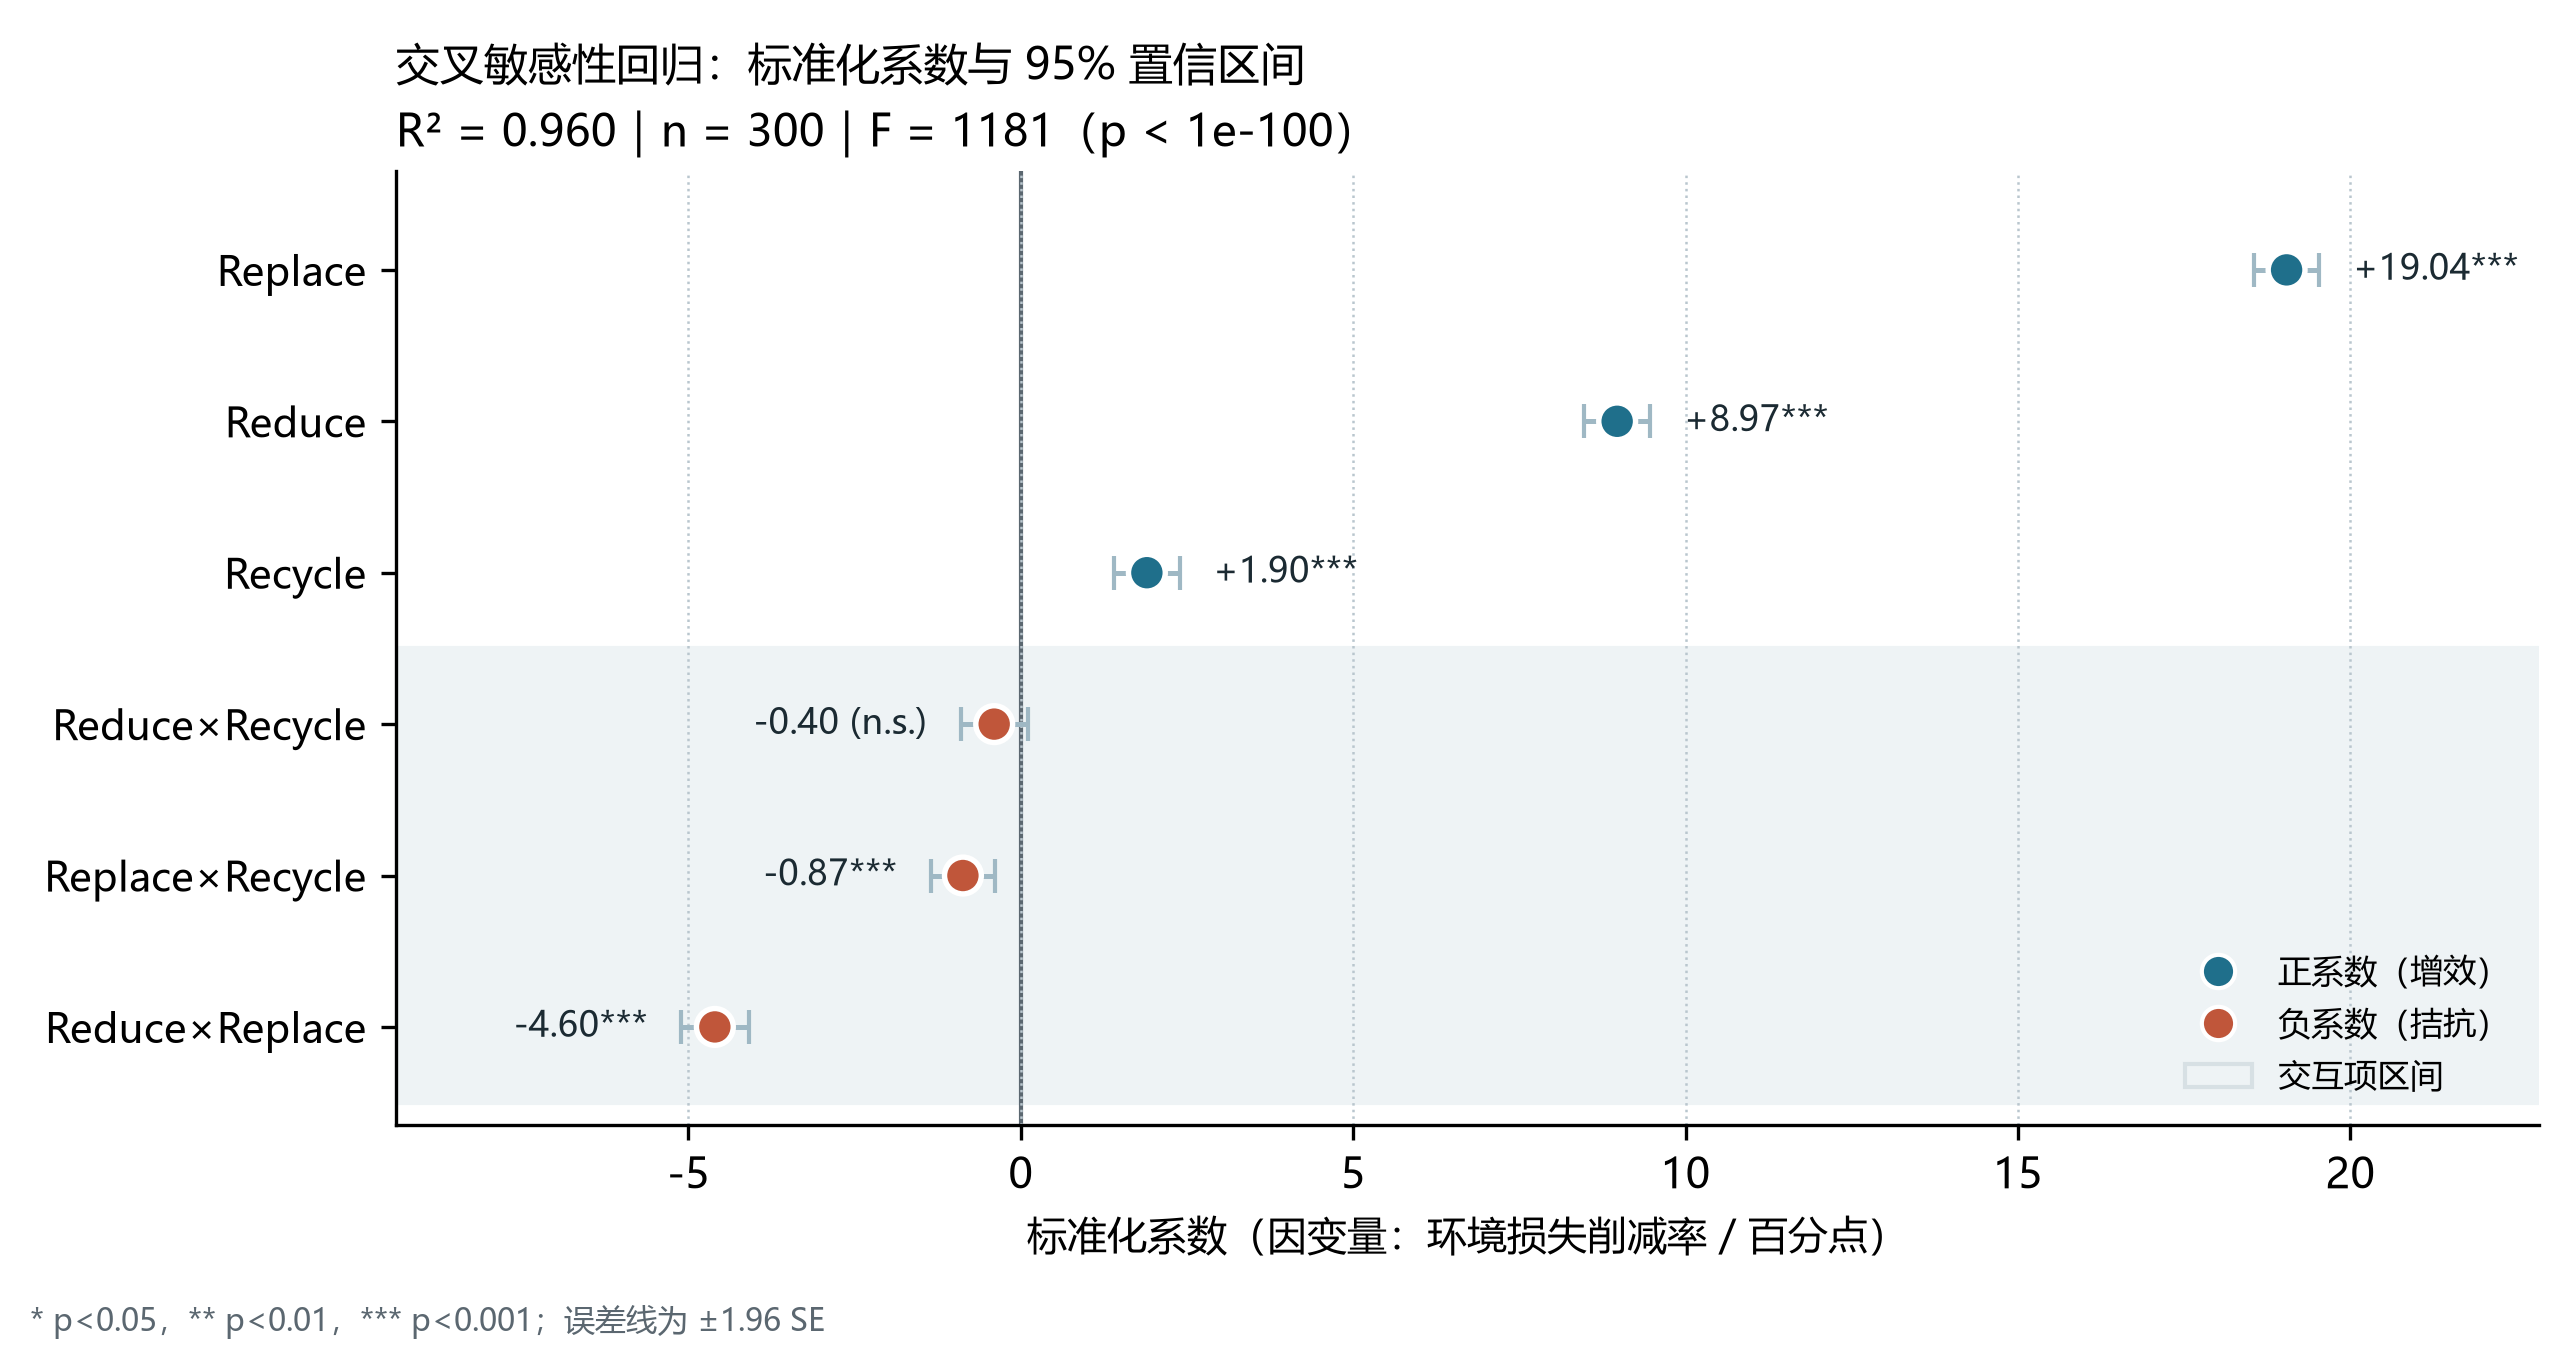 交叉敏感性回归：标准化系数与 95% 置信区间
R² = 0.960 | n = 300 | F = 1181（p < 1e-100）
Replace
+19.04***
Reduce
+8.97***
Recycle
+1.90***
Reduce×Recycle
-0.40 (n.s.)
Replace×Recycle
-0.87***
Reduce×Replace
-4.60***
正系数（增效）
负系数（拮抗）
交互项区间
-5 0 5 10 15 20
标准化系数（因变量：环境损失削减率 / 百分点）
* p<0.05，** p<0.01，*** p<0.001；误差线为 ±1.96 SE